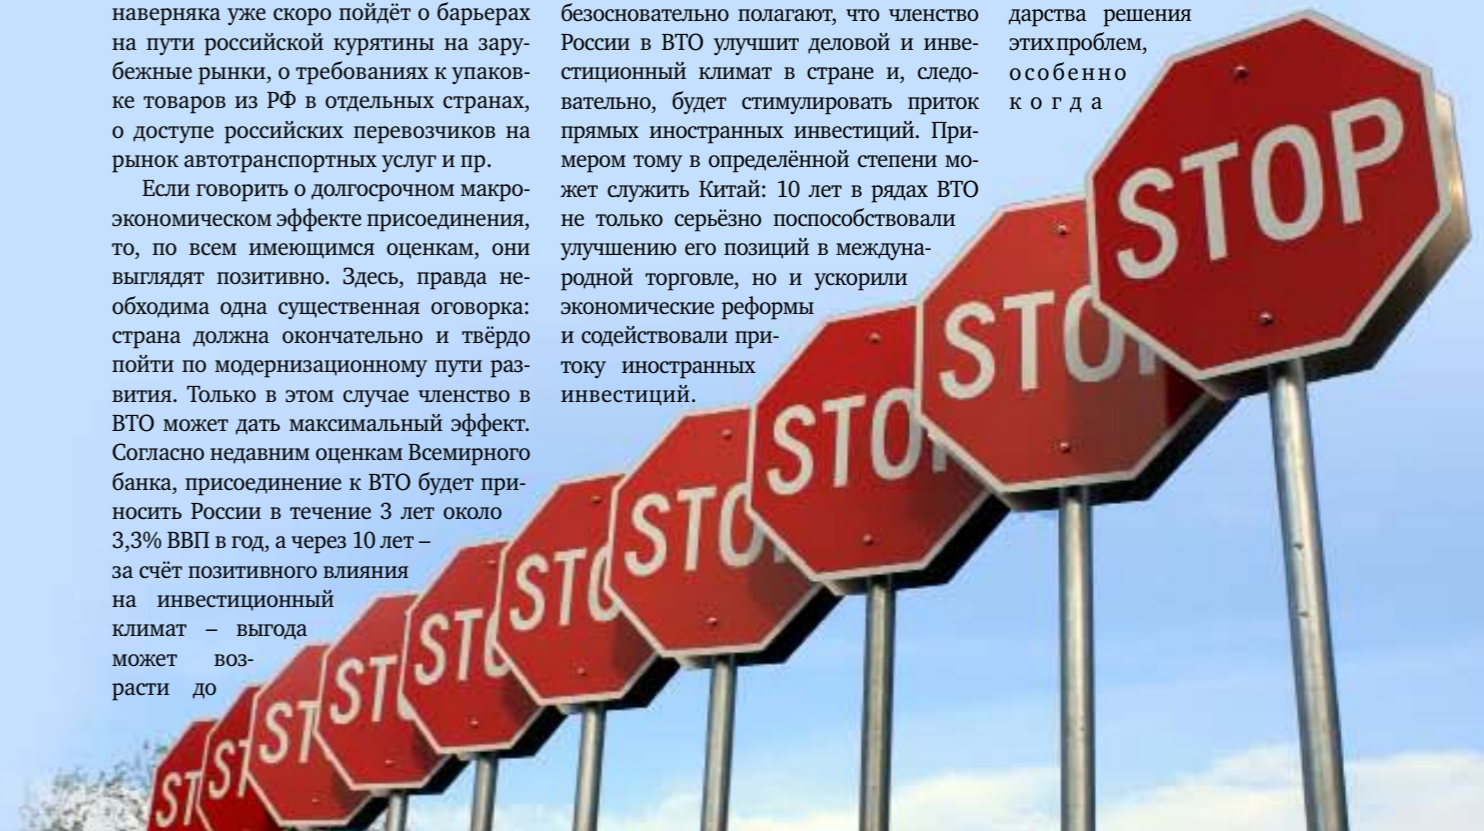 наверняка уже скоро пойдёт о барьерах
на пути российской курятины на зару-
бежные рынки, о требованиях к упаков-
ке товаров из РФ в отдельных странах,
о доступе российских перевозчиков на
рынок автотранспортных услуг и пр.
Если говорить о долгосрочном макро-
экономическом эффекте присоединения,
то, по всем имеющимся оценкам, они
выглядят позитивно. Здесь, правда не-
обходима одна существенная оговорка:
страна должна окончательно и твёрдо
пойти по модернизационному пути раз-
вития. Только в этом случае членство в
ВТО может дать максимальный эффект.
Согласно недавним оценкам Всемирного
банка, присоединение к ВТО будет при-
носить России в течение 3 лет около
3,3% ВВП в год, а через 10 лет –
за счёт позитивного влияния
на инвестиционный
климат – выгода
может воз-
расти до
безосновательно полагают, что членство
России в ВТО улучшит деловой и инве-
стиционный климат в стране и, следо-
вательно, будет стимулировать приток
прямых иностранных инвестиций. При-
мером тому в определённой степени мо-
жет служить Китай: 10 лет в рядах ВТО
не только серьёзно поспособствовали
улучшению его позиций в междуна-
родной торговле, но и ускорили
экономические реформы
и содействовали при-
току иностранных
инвестиций.
дарства решения
этих проблем,
особенно
когда
STOP
STOP
STO
STO
STO
STO
ST
ST
ST
ST